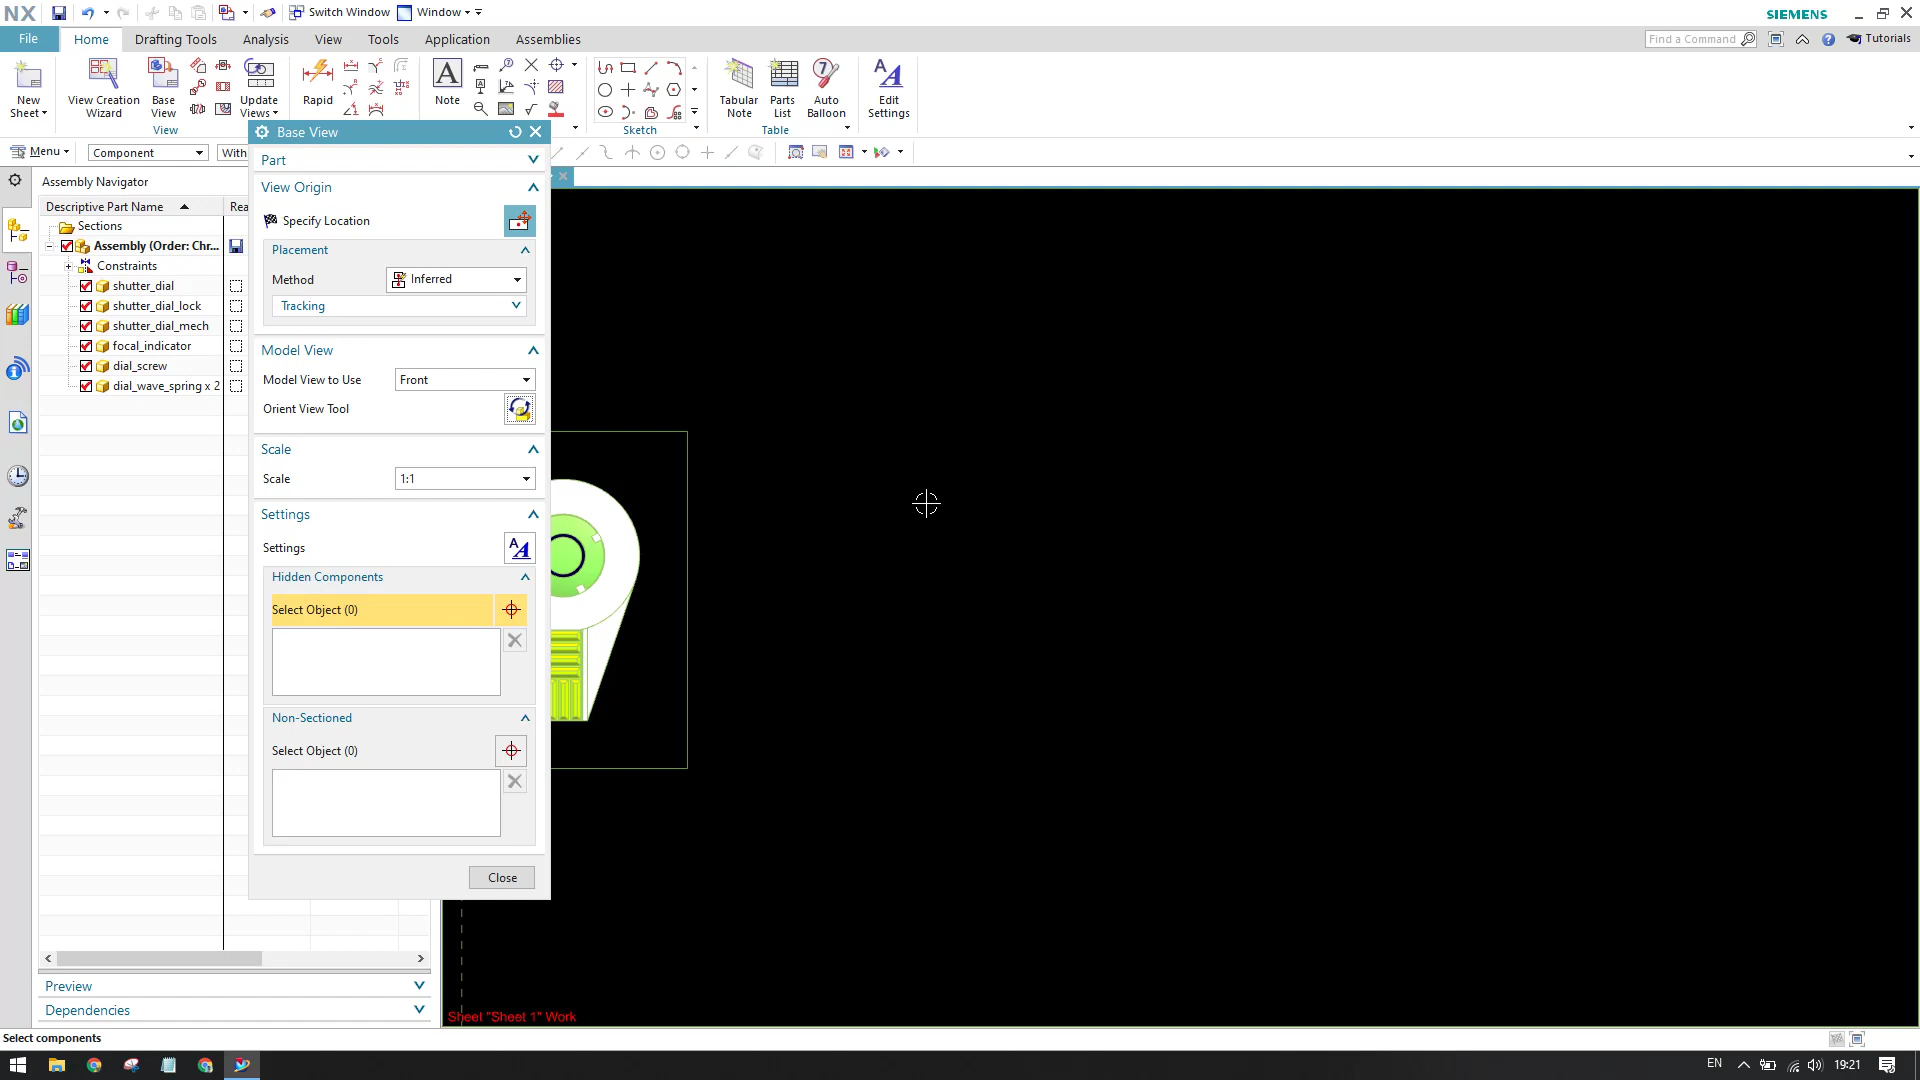 NX
Switch Window
Window
SIEMENS
File
Home
Drafting Tools
Analysis
View
Tools
Application
Assemblies
Find a Command
Tutorials
New Sheet
View Creation Wizard
Base View
Update Views
Rapid
Note
Tabular Note
Parts List
Auto Balloon
Edit Settings
View
Sketch
Table
Menu
Component
With
Base View
Part
View Origin
Specify Location
Placement
Method
Inferred
Tracking
Model View
Model View to Use
Front
Orient View Tool
Scale
Scale
1:1
Settings
Settings
Hidden Components
Select Object (0)
Non-Sectioned
Select Object (0)
Close
Assembly Navigator
Descriptive Part Name
Rea
Sections
Assembly (Order: Chr...
Constraints
shutter_dial
shutter_dial_lock
shutter_dial_mech
focal_indicator
dial_screw
dial_wave_spring x 2
Preview
Dependencies
Sheet "Sheet 1" Work
Select components
EN
19:21